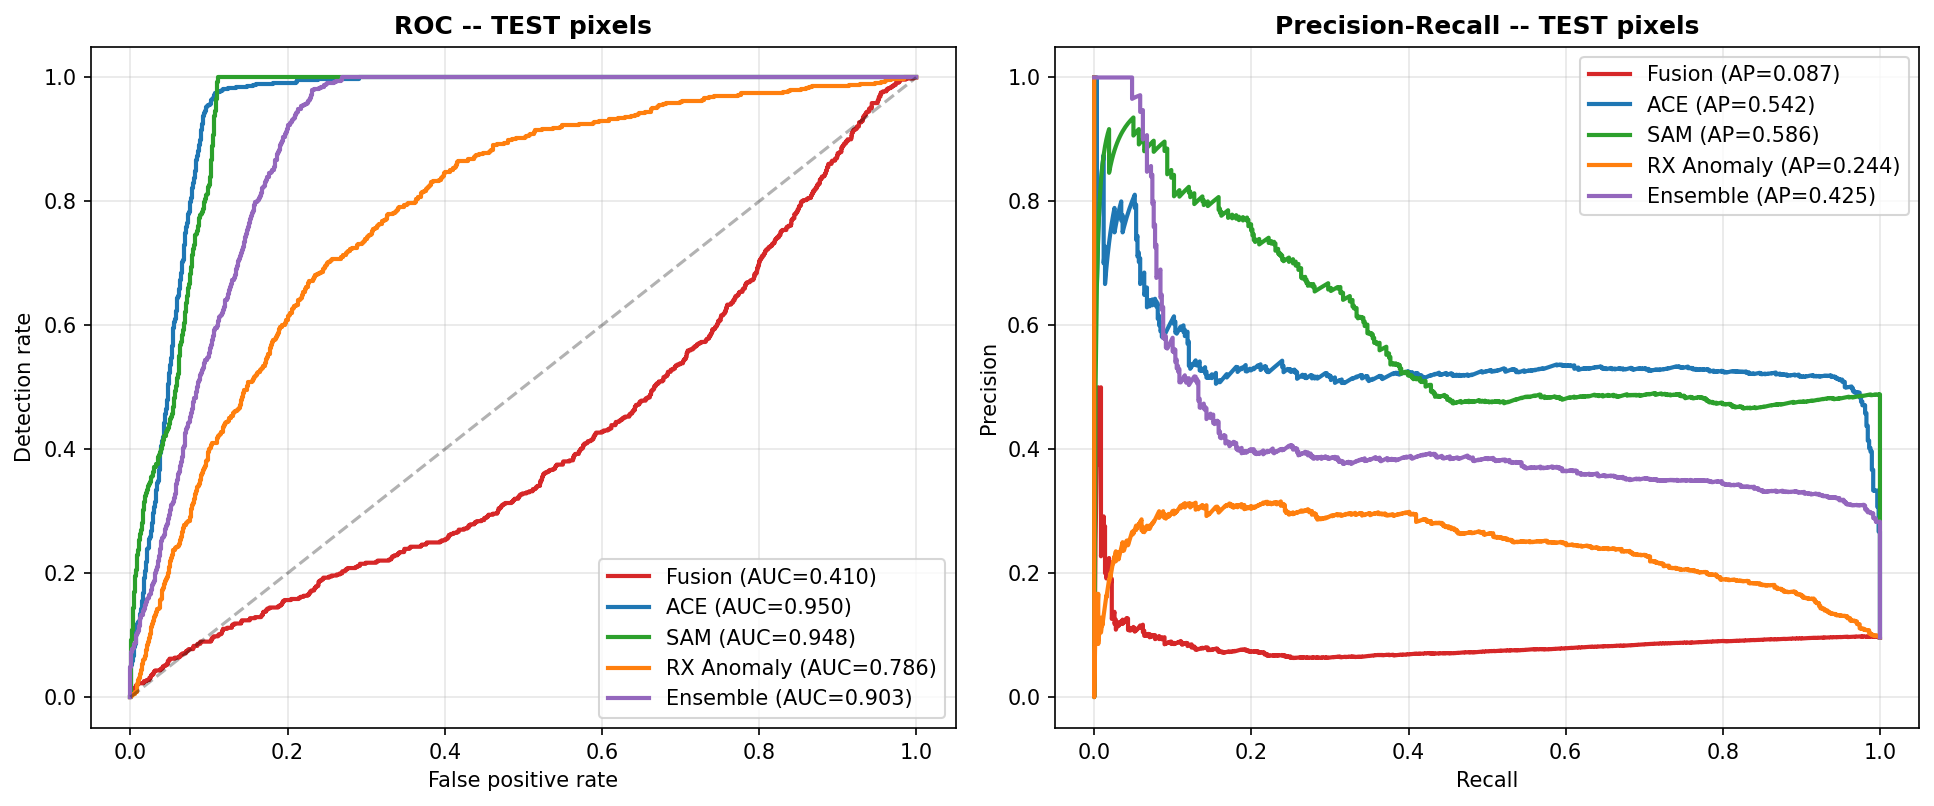 ROC -- TEST pixels
Detection rate
1.0
0.8
0.6
0.4
0.2
0.0
Fusion (AUC=0.410)
ACE (AUC=0.950)
SAM (AUC=0.948)
RX Anomaly (AUC=0.786)
Ensemble (AUC=0.903)
0.0 0.2 0.4 0.6 0.8 1.0
False positive rate
Precision-Recall -- TEST pixels
Precision
1.0
0.8
0.6
0.4
0.2
0.0
Fusion (AP=0.087)
ACE (AP=0.542)
SAM (AP=0.586)
RX Anomaly (AP=0.244)
Ensemble (AP=0.425)
0.0 0.2 0.4 0.6 0.8 1.0
Recall